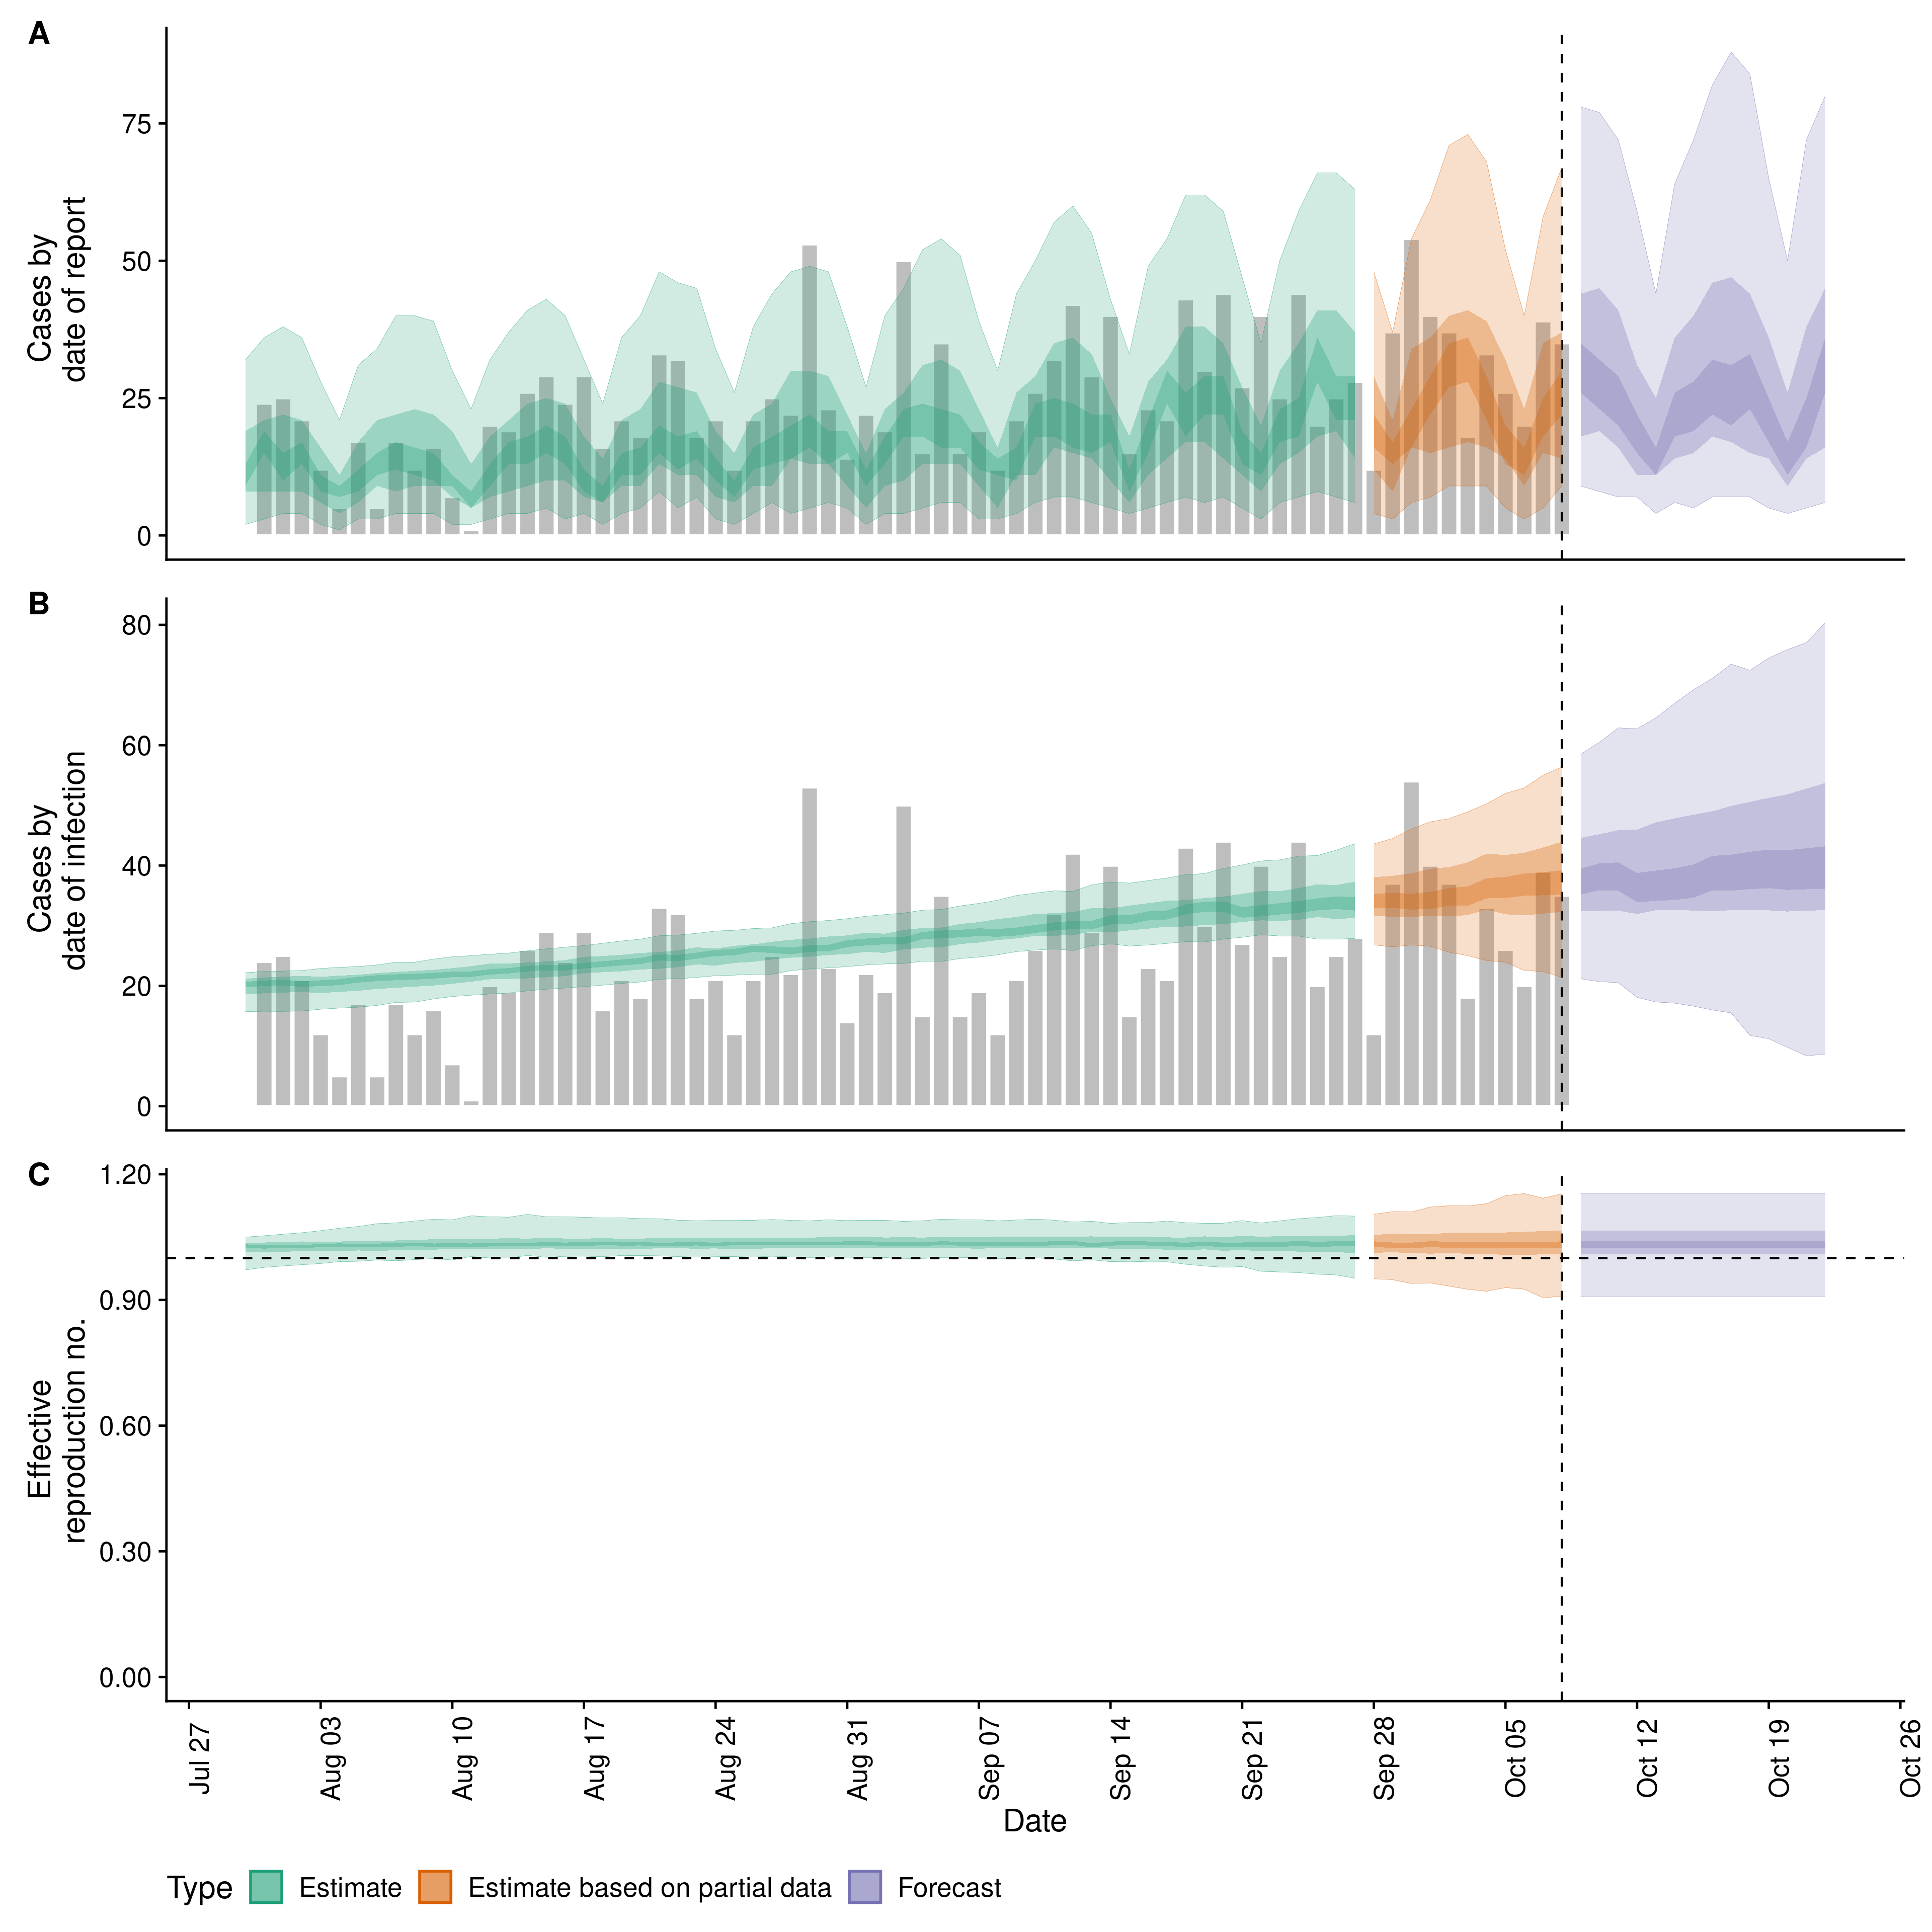 A
Cases by
date of report
75
50
25
0
B
Cases by
date of infection
80
60
40
20
0
C
Effective
reproduction no.
1.20
0.90
0.60
0.30
0.00
Jul 27
Aug 03
Aug 10
Aug 17
Aug 24
Aug 31
Sep 07
Sep 14
Sep 21
Sep 28
Oct 05
Oct 12
Oct 19
Oct 26
Date
Type Estimate Estimate based on partial data Forecast